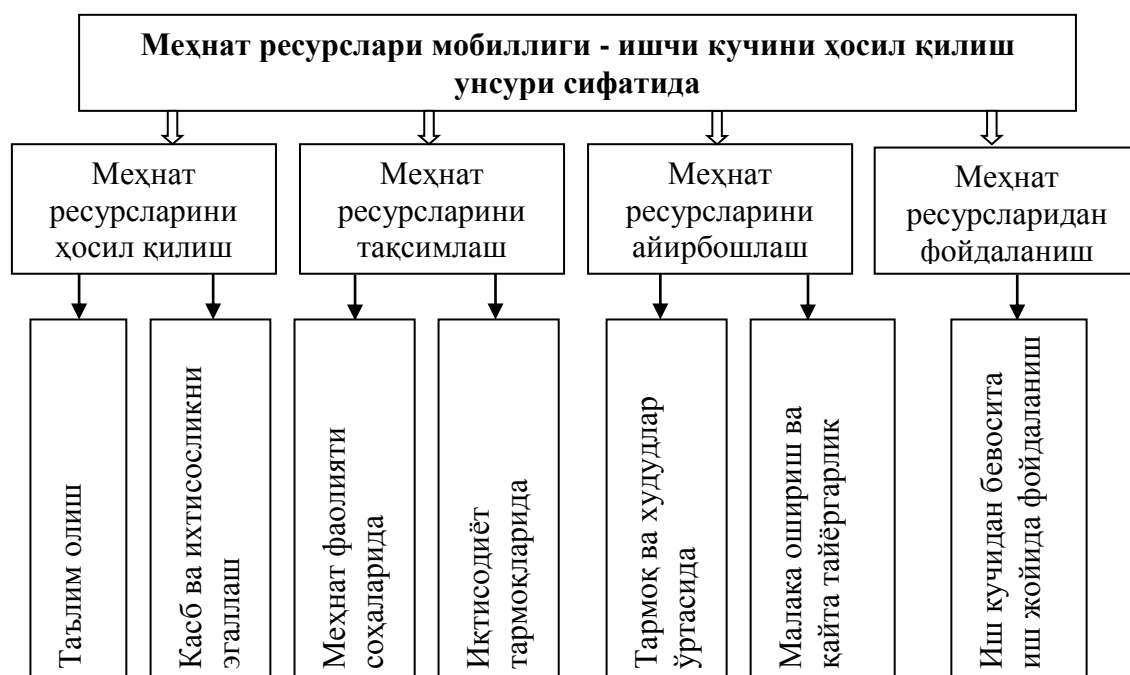 Меҳнат ресурслари мобиллиги - ишчи кучини ҳосил қилиш
унсури сифатида
Меҳнат
ресурсларини
ҳосил қилиш
Меҳнат
ресурсларини
тақсимлаш
Меҳнат
ресурсларини
айирбошлаш
Меҳнат
ресурсларидан
фойдаланиш
Таълим олиш
Касб ва ихтисосликни
эгаллаш
Меҳнат фаолияти
соҳаларида
Иқтисодиёт
тармоқларида
Тармоқ ва худудлар
ўртасида
Малака ошириш ва
қайта тайёргарлик
Иш кучидан бевосита
иш жойида фойдаланиш